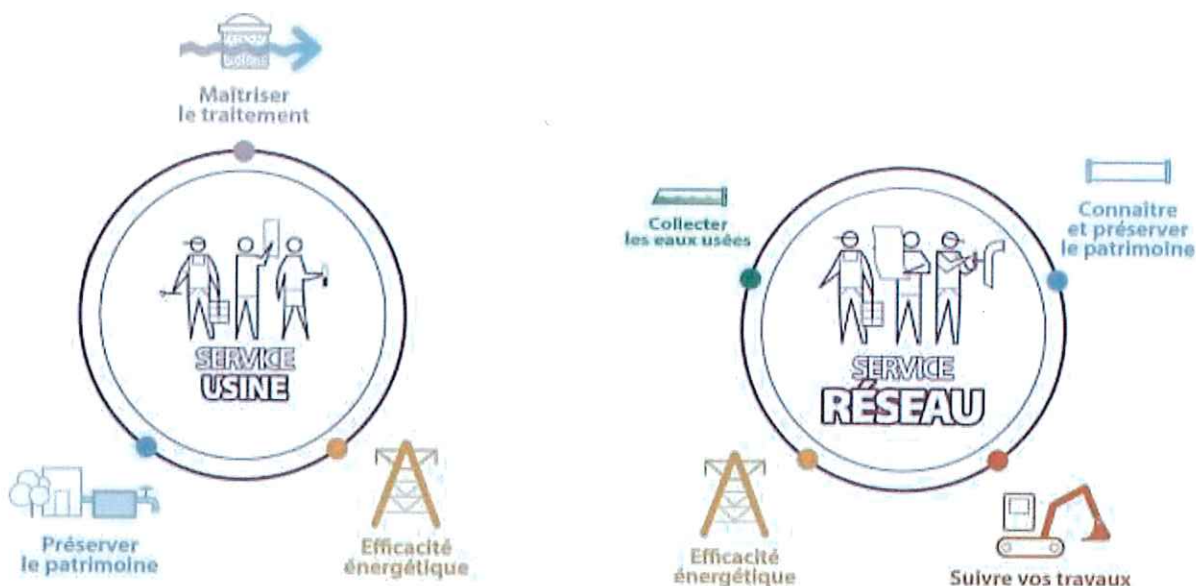 Maîtriser
le traitement
SERVICE
USINE
Préserver
le patrimoine
Efficacité
énergétique
Collecter
les eaux usées
Connaître
et préserver
le patrimoine
SERVICE
RÉSEAU
Efficacité
énergétique
Suivre vos travaux